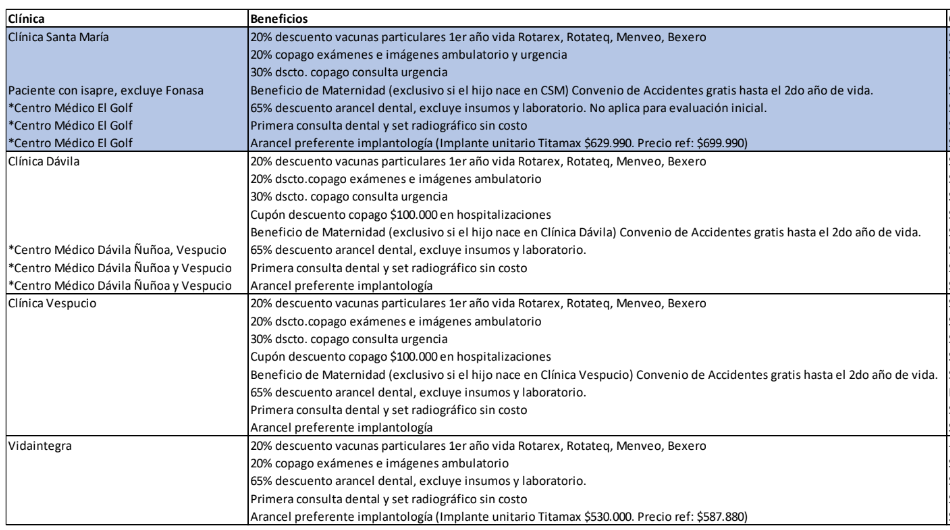 Clínica Beneficios
Clínica Santa María 20% descuento vacunas particulares 1er año vida Rotarex, Rotateq, Menveo, Bexero
20% copago exámenes e imágenes ambulatorio y urgencia
30% dscto. copago consulta urgencia
Paciente con isapre, excluye Fonasa Beneficio de Maternidad (exclusivo si el hijo nace en CSM) Convenio de Accidentes gratis hasta el 2do año de vida.
*Centro Médico El Golf 65% descuento arancel dental, excluye insumos y laboratorio. No aplica para evaluación inicial.
*Centro Médico El Golf Primera consulta dental y set radiográfico sin costo
*Centro Médico El Golf Arancel preferente implantología (Implante unitario Titamax $629.990. Precio ref: $699.990)
Clínica Dávila 20% descuento vacunas particulares 1er año vida Rotarex, Rotateq, Menveo, Bexero
20% dscto.copago exámenes e imágenes ambulatorio
30% dscto. copago consulta urgencia
Cupón descuento copago $100.000 en hospitalizaciones
Beneficio de Maternidad (exclusivo si el hijo nace en Clínica Dávila) Convenio de Accidentes gratis hasta el 2do año de vida.
*Centro Médico Dávila Ñuñoa, Vespucio 65% descuento arancel dental, excluye insumos y laboratorio.
*Centro Médico Dávila Ñuñoa y Vespucio Primera consulta dental y set radiográfico sin costo
*Centro Médico Dávila Ñuñoa y Vespucio Arancel preferente implantología
Clínica Vespucio 20% descuento vacunas particulares 1er año vida Rotarex, Rotateq, Menveo, Bexero
20% dscto.copago exámenes e imágenes ambulatorio
30% dscto. copago consulta urgencia
Cupón descuento copago $100.000 en hospitalizaciones
Beneficio de Maternidad (exclusivo si el hijo nace en Clínica Vespucio) Convenio de Accidentes gratis hasta el 2do año de vida.
65% descuento arancel dental, excluye insumos y laboratorio.
Primera consulta dental y set radiográfico sin costo
Arancel preferente implantología
Vidaintegra 20% descuento vacunas particulares 1er año vida Rotarex, Rotateq, Menveo, Bexero
20% copago exámenes e imágenes ambulatorio
65% descuento arancel dental, excluye insumos y laboratorio.
Primera consulta dental y set radiográfico sin costo
Arancel preferente implantología (Implante unitario Titamax $530.000. Precio ref: $587.880)